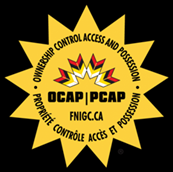 • OWNERSHIP CONTROL ACCESS AND POSSESSION •
OCAP | PCAP
FNIGC.CA
PROPRIÉTÉ CONTRÔLE ACCÈS ET POSSESSION